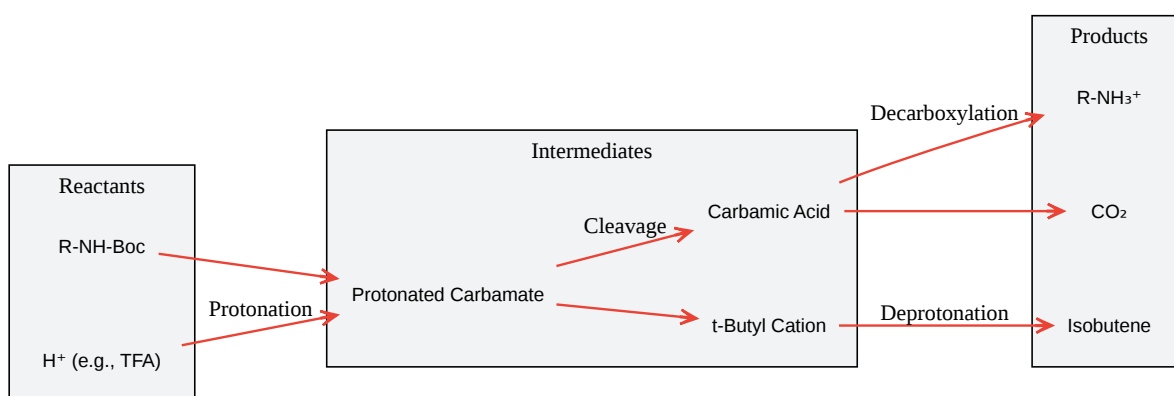 Reactants
R-NH-Boc
H⁺ (e.g., TFA)
Protonation
Intermediates
Protonated Carbamate
Cleavage
Carbamic Acid
t-Butyl Cation
Decarboxylation
Deprotonation
Products
R-NH₃⁺
CO₂
Isobutene